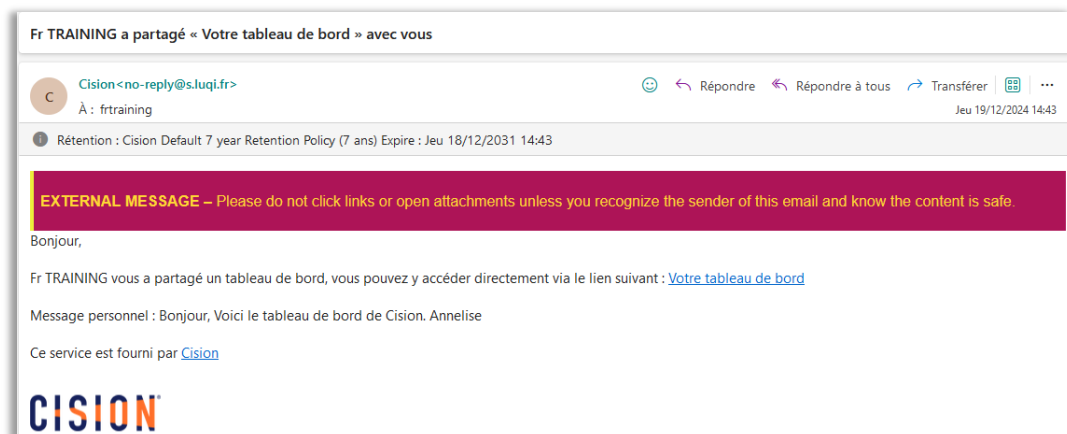 Fr TRAINING a partagé « Votre tableau de bord » avec vous
C
Cision<no-reply@s.luqi.fr>
Répondre
Répondre à tous
Transférer
À : frtraining
Jeu 19/12/2024 14:43
Rétention : Cision Default 7 year Retention Policy (7 ans) Expire : Jeu 18/12/2031 14:43
EXTERNAL MESSAGE – Please do not click links or open attachments unless you recognize the sender of this email and know the content is safe.
Bonjour,
Fr TRAINING vous a partagé un tableau de bord, vous pouvez y accéder directement via le lien suivant : Votre tableau de bord
Message personnel : Bonjour, Voici le tableau de bord de Cision. Annelise
Ce service est fourni par Cision
CISION